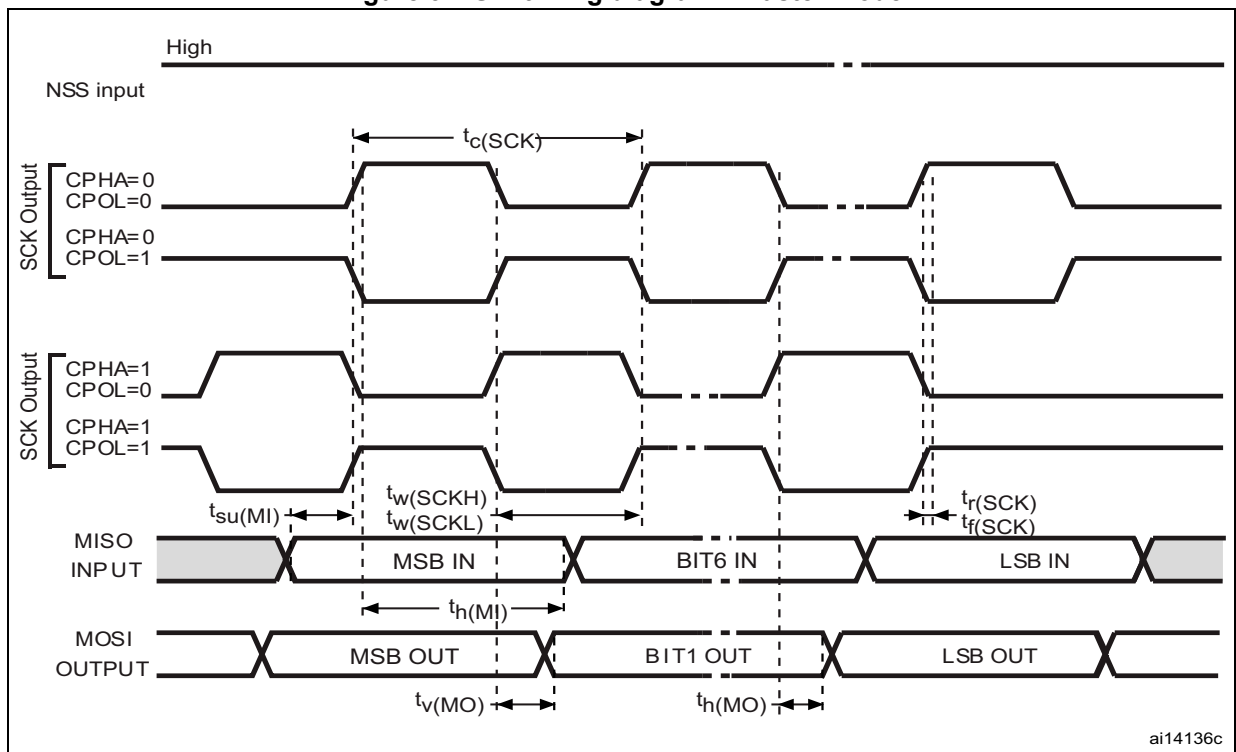 High
NSS input
tc(SCK)
SCK Output
CPHA=0
CPOL=0
CPHA=0
CPOL=1
SCK Output
CPHA=1
CPOL=0
CPHA=1
CPOL=1
tsu(MI)
tw(SCKH)
tw(SCKL)
tr(SCK)
tf(SCK)
MISO
INPUT
MSB IN
BIT6 IN
LSB IN
th(MI)
MOSI
OUTPUT
MSB OUT
BIT1 OUT
LSB OUT
tv(MO)
th(MO)
ai14136c